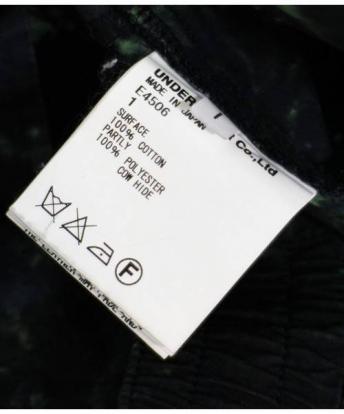 UNDER Co.,Ltd
MADE IN JAPAN
E4506
1
SURFACE
100% COTTON
PARTLY
100% POLYESTER
COW HIDE
F